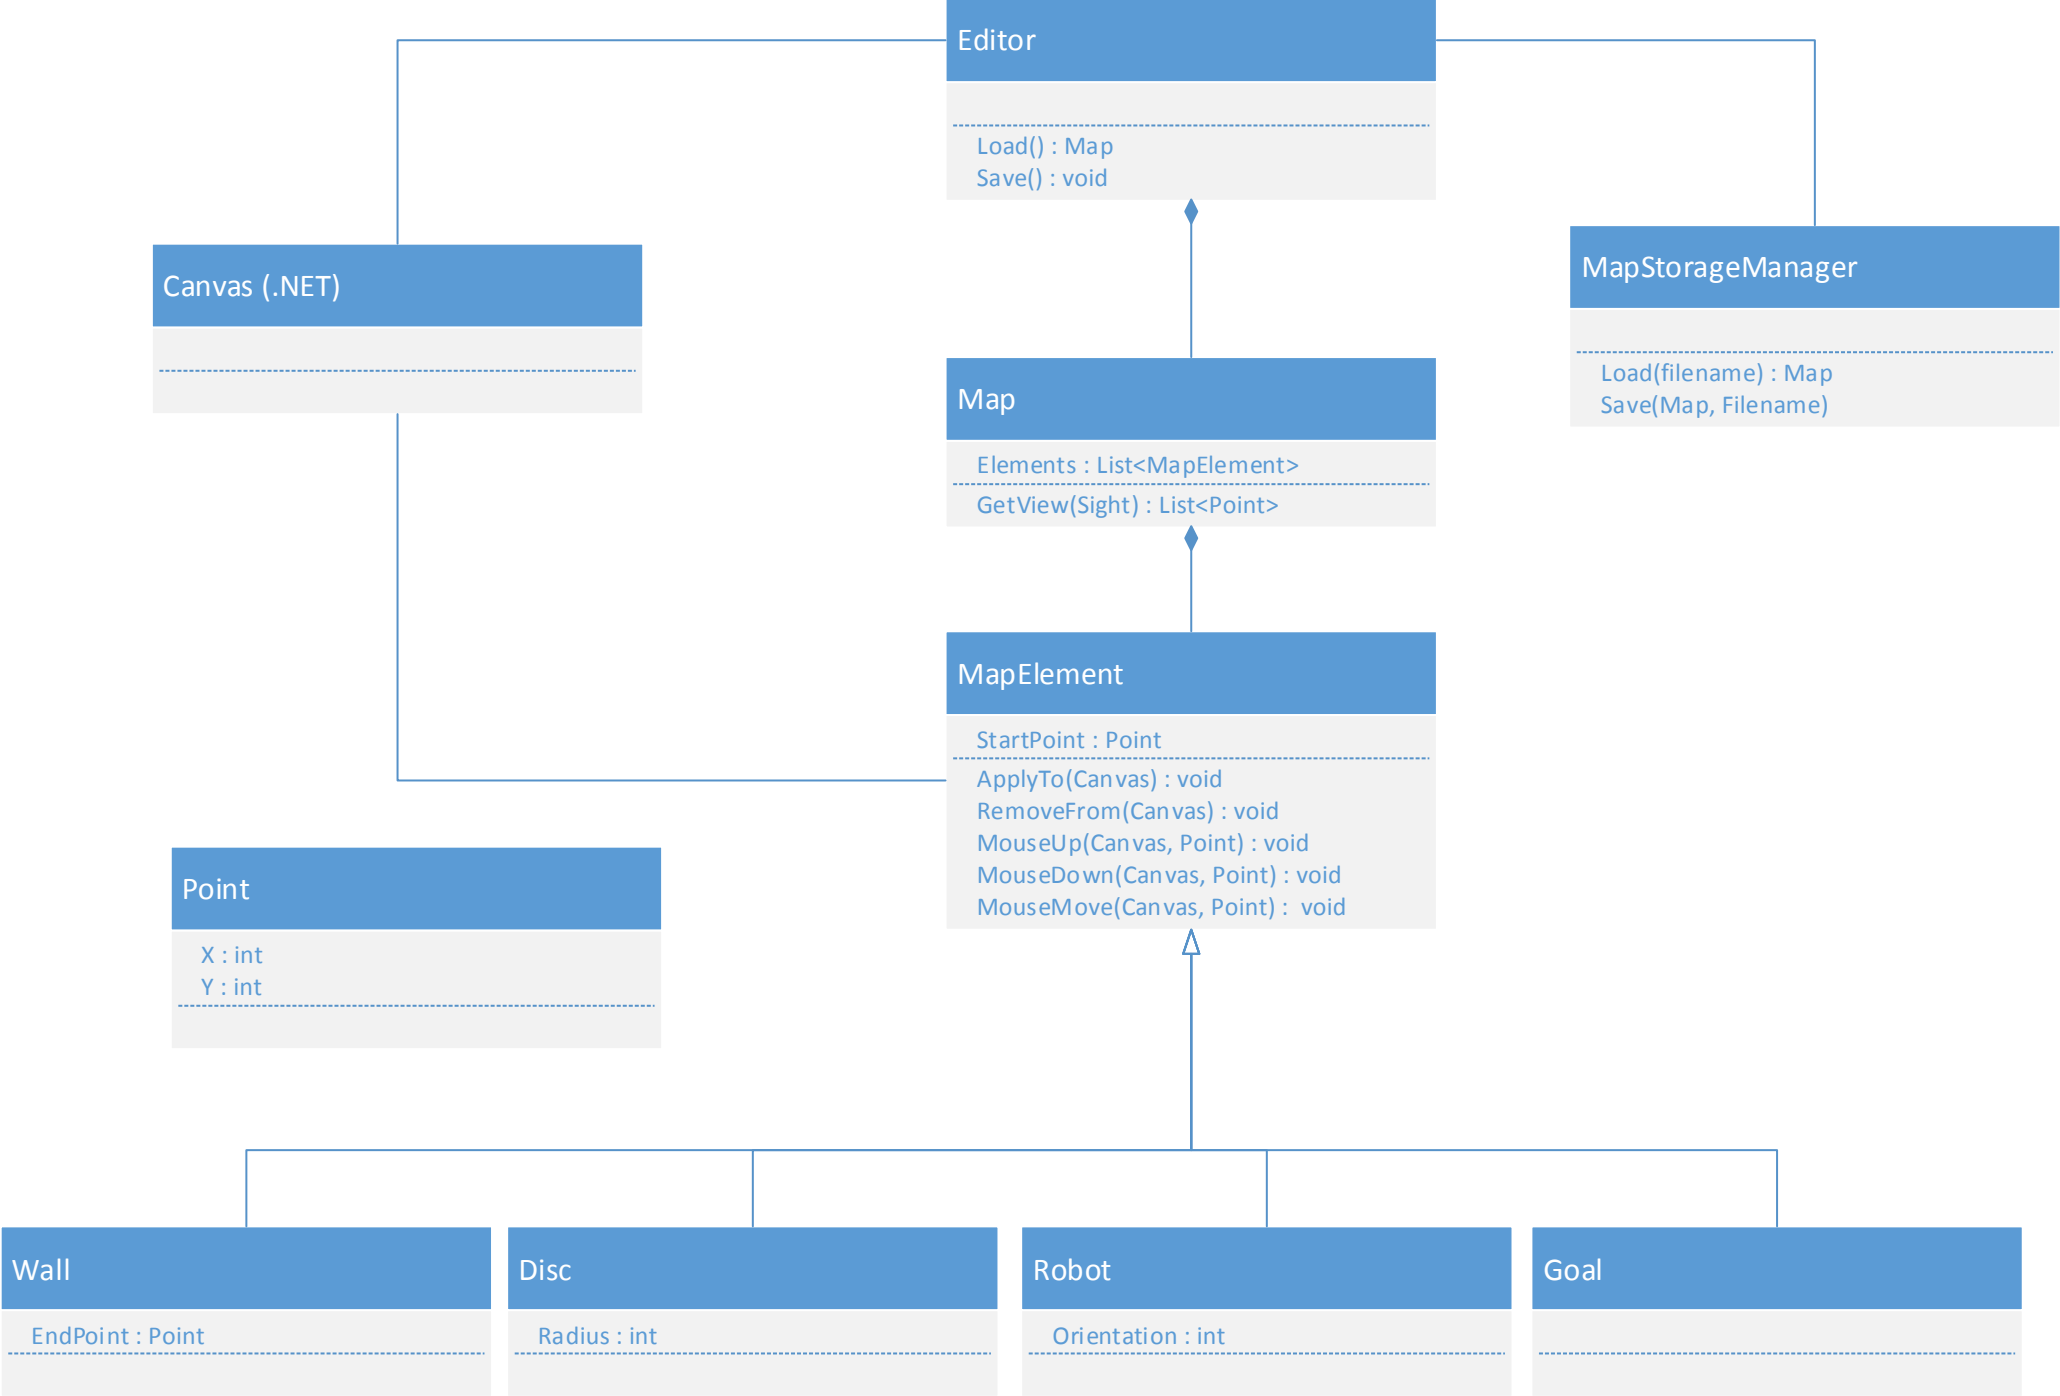 Editor
Load() : Map
Save() : void
Canvas (.NET)
MapStorageManager
Load(filename) : Map
Save(Map, Filename)
Map
Elements : List<MapElement>
GetView(Sight) : List<Point>
MapElement
StartPoint : Point
ApplyTo(Canvas) : void
RemoveFrom(Canvas) : void
MouseUp(Canvas, Point) : void
MouseDown(Canvas, Point) : void
MouseMove(Canvas, Point) :  void
Point
X : int
Y : int
Wall
EndPoint : Point
Disc
Radius : int
Robot
Orientation : int
Goal